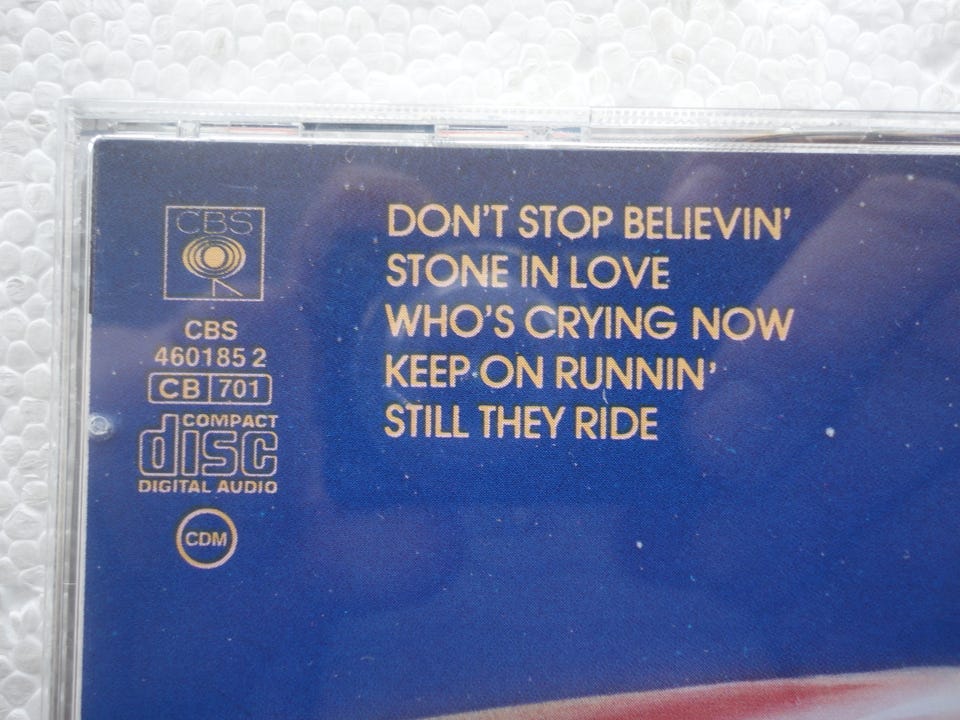 CBS
CBS
460185 2
CB 701
COMPACT
disc
DIGITAL AUDIO
CDM
DON'T STOP BELIEVIN'
STONE IN LOVE
WHO'S CRYING NOW
KEEP ON RUNNIN'
STILL THEY RIDE